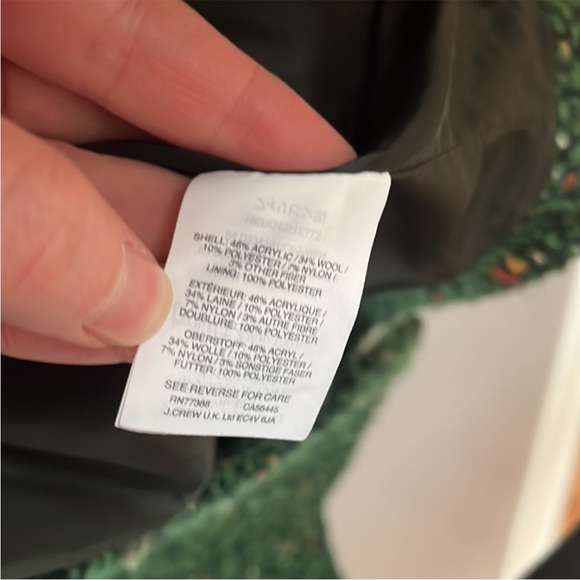 SHELL: 46% ACRYLIC / 34% WOOL /
10% POLYESTER / 7% NYLON /
3% OTHER FIBER
LINING: 100% POLYESTER
EXTÉRIEUR: 46% ACRYLIQUE /
34% LAINE / 10% POLYESTER /
7% NYLON / 3% AUTRE FIBRE
DOUBLURE: 100% POLYESTER
OBERSTOFF: 46% ACRYL /
34% WOLLE / 10% POLYESTER /
7% NYLON / 3% SONSTIGE FASER
FUTTER: 100% POLYESTER
SEE REVERSE FOR CARE
RN77388 CA56445
J.CREW U.K. Ltd EC4V 6JA